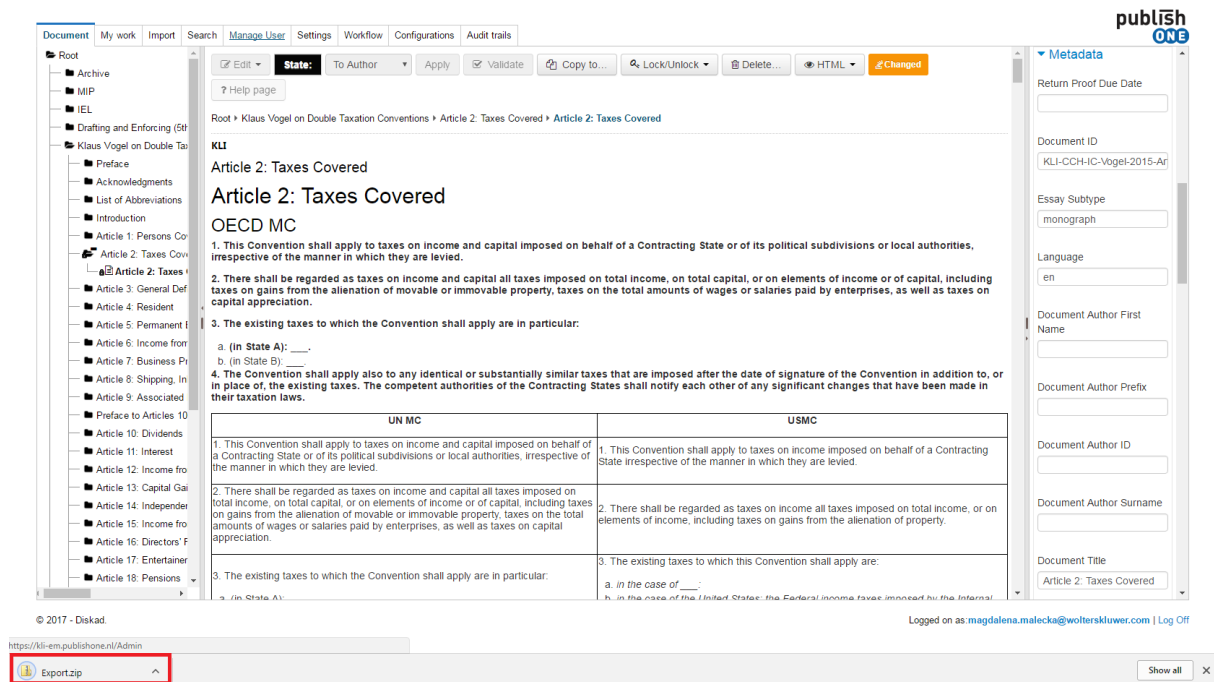 publīsh
ONE
Document My work Import Search Manage User Settings Workflow Configurations Audit trails
Root
Archive
MIP
IEL
Drafting and Enforcing (5th
Klaus Vogel on Double Ta
Preface
Acknowledgments
List of Abbreviations
Introduction
Article 1: Persons Co
Article 2: Taxes Cov
Article 2: Taxes
Article 3: General Def
Article 4: Resident
Article 5: Permanent
Article 6: Income from
Article 7: Business Pr
Article 8: Shipping, In
Article 9: Associated
Preface to Articles 10
Article 10: Dividends
Article 11: Interest
Article 12: Income fro
Article 13: Capital Gai
Article 14: Independer
Article 15: Income fro
Article 16: Directors' F
Article 17: Entertainer
Article 18: Pensions
Edit State: To Author Apply Validate Copy to... Lock/Unlock Delete... HTML Changed
? Help page
Root Klaus Vogel on Double Taxation Conventions Article 2: Taxes Covered Article 2: Taxes Covered
KLI
Article 2: Taxes Covered
Article 2: Taxes Covered
OECD MC
1. This Convention shall apply to taxes on income and capital imposed on behalf of a Contracting State or of its political subdivisions or local authorities,
irrespective of the manner in which they are levied.
2. There shall be regarded as taxes on income and capital all taxes imposed on total income, on total capital, or on elements of income or of capital, including
taxes on gains from the alienation of movable or immovable property, taxes on the total amounts of wages or salaries paid by enterprises, as well as taxes on
capital appreciation.
3. The existing taxes to which the Convention shall apply are in particular:
a. (in State A): ___.
b. (in State B): ___.
4. The Convention shall apply also to any identical or substantially similar taxes that are imposed after the date of signature of the Convention in addition to, or
in place of, the existing taxes. The competent authorities of the Contracting States shall notify each other of any significant changes that have been made in
their taxation laws.
UN MC
1. This Convention shall apply to taxes on income and capital imposed on behalf of
a Contracting State or of its political subdivisions or local authorities, irrespective of
the manner in which they are levied.
2. There shall be regarded as taxes on income and capital all taxes imposed on
total income, on total capital, or on elements of income or of capital, including taxes
on gains from the alienation of movable or immovable property, taxes on the total
amounts of wages or salaries paid by enterprises, as well as taxes on capital
appreciation.
3. The existing taxes to which the Convention shall apply are in particular:
a. (in State A):
USMC
1. This Convention shall apply to taxes on income imposed on behalf of a Contracting
State irrespective of the manner in which they are levied.
2. There shall be regarded as taxes on income all taxes imposed on total income, or on
elements of income, including taxes on gains from the alienation of property.
3. The existing taxes to which this Convention shall apply are:
a. in the case of ___:
b. in the case of the United States: the Federal income taxes imposed by the Internal
Metadata
Return Proof Due Date
Document ID
KLI-CCH-IC-Vogel-2015-Ar
Essay Subtype
monograph
Language
en
Document Author First
Name
Document Author Prefix
Document Author ID
Document Author Surname
Document Title
Article 2: Taxes Covered
© 2017 - Diskad. Logged on as: magdalena.malecka@wolterskluwer.com | Log Off
https://kli-em.publishone.nl/Admin
Export.zip Show all